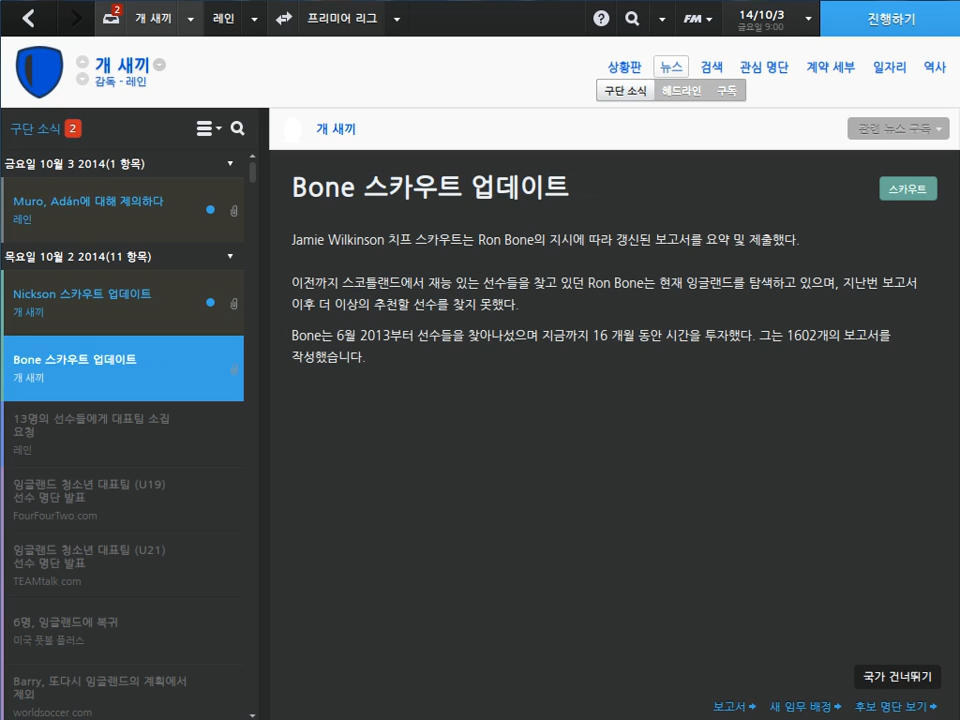 2
개 새끼
레인
프리미어 리그
?
FM
14/10/3
금요일 9:00
진행하기
개 새끼
감독 - 레인
상황판
뉴스
검색
관심 명단
계약 세부
일자리
역사
구단 소식
헤드라인
구독
구단 소식 2
개 새끼
관련 뉴스 구독
금요일 10월 3 2014(1 항목)
Muro, Adán에 대해 제의하다
레인
목요일 10월 2 2014(11 항목)
Nickson 스카우트 업데이트
개 새끼
Bone 스카우트 업데이트
개 새끼
13명의 선수들에게 대표팀 소집
요청
레인
잉글랜드 청소년 대표팀 (U19)
선수 명단 발표
FourFourTwo.com
잉글랜드 청소년 대표팀 (U21)
선수 명단 발표
TEAMtalk.com
6명, 잉글랜드에 복귀
미국 풋볼 플러스
Barry, 또다시 잉글랜드의 계획에서
제외
worldsoccer.com
Bone 스카우트 업데이트
스카우트
Jamie Wilkinson 치프 스카우트는 Ron Bone의 지시에 따라 갱신된 보고서를 요약 및 제출했다.
이전까지 스코틀랜드에서 재능 있는 선수들을 찾고 있던 Ron Bone는 현재 잉글랜드를 탐색하고 있으며, 지난번 보고서
이후 더 이상의 추천할 선수를 찾지 못했다.
Bone는 6월 2013부터 선수들을 찾아나섰으며 지금까지 16 개월 동안 시간을 투자했다. 그는 1602개의 보고서를
작성했습니다.
국가 건너뛰기
보고서
새 임무 배정
후보 명단 보기